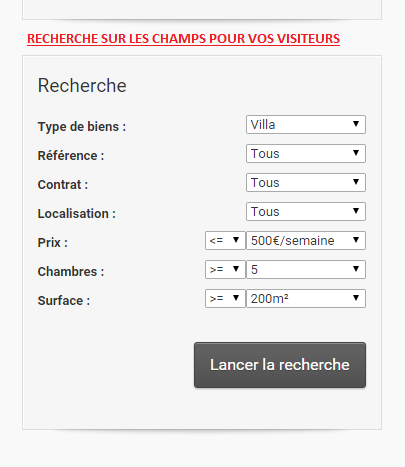 RECHERCHE SUR LES CHAMPS POUR VOS VISITEURS
Recherche
Type de biens : Villa
Référence : Tous
Contrat : Tous
Localisation : Tous
Prix : <= 500€/semaine
Chambres : >= 5
Surface : >= 200m²
Lancer la recherche